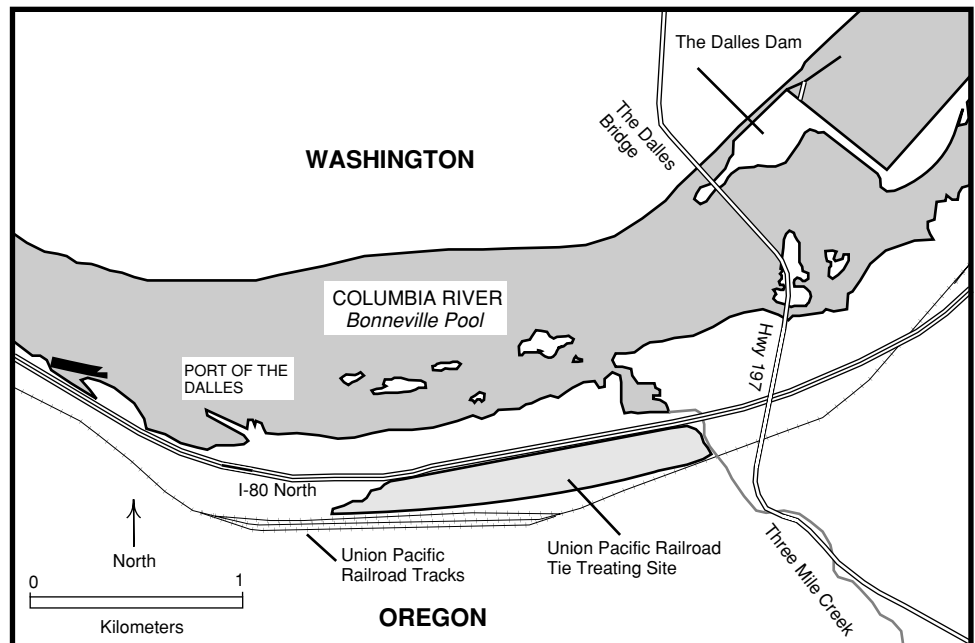 The Dalles Dam
The Dalles
Bridge
WASHINGTON
COLUMBIA RIVER
Bonneville Pool
PORT OF THE
DALLES
Hwy 197
I-80 North
North
Union Pacific
Railroad Tracks
Union Pacific Railroad
Tie Treating Site
Three Mile Creek
0 1
Kilometers
OREGON